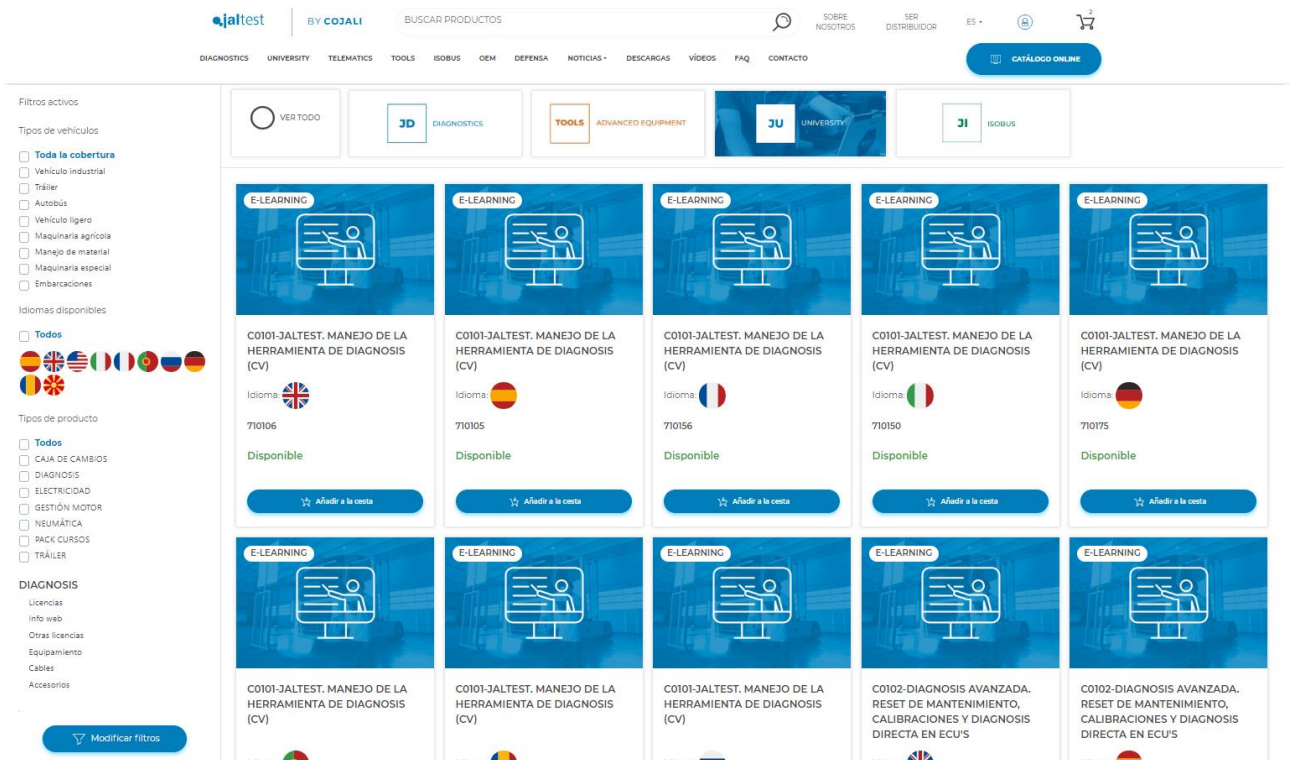 jaltest
BY COJALI
BUSCAR PRODUCTOS
SOBRE
NOSOTROS
SER
DISTRIBUIDOR
ES
2
DIAGNOSTICS UNIVERSITY TELEMATICS TOOLS ISOBUS OEM DEFENSA NOTICIAS DESCARGAS VÍDEOS FAQ CONTACTO
CATÁLOGO ONLINE
Filtros activos
Tipos de vehículos
Toda la cobertura
Vehículo industrial
Tráiler
Autobús
Vehículo ligero
Maquinaria agrícola
Manejo de material
Maquinaria especial
Embarcaciones
Idiomas disponibles
Todos
Tipos de producto
Todos
CAJA DE CAMBIOS
DIAGNOSIS
ELECTRICIDAD
GESTIÓN MOTOR
NEUMÁTICA
PACK CURSOS
TRÁILER
DIAGNOSIS
Licencias
Info web
Otras licencias
Equipamiento
Cables
Accesorios
Modificar filtros
VER TODO
JD DIAGNOSTICS
TOOLS ADVANCED EQUIPMENT
JU UNIVERSITY
JI ISOBUS
E-LEARNING
C0101-JALTEST. MANEJO DE LA
HERRAMIENTA DE DIAGNOSIS
(CV)
Idioma:
710106
Disponible
Añadir a la cesta
E-LEARNING
C0101-JALTEST. MANEJO DE LA
HERRAMIENTA DE DIAGNOSIS
(CV)
Idioma:
710105
Disponible
Añadir a la cesta
E-LEARNING
C0101-JALTEST. MANEJO DE LA
HERRAMIENTA DE DIAGNOSIS
(CV)
Idioma:
710156
Disponible
Añadir a la cesta
E-LEARNING
C0101-JALTEST. MANEJO DE LA
HERRAMIENTA DE DIAGNOSIS
(CV)
Idioma:
710150
Disponible
Añadir a la cesta
E-LEARNING
C0101-JALTEST. MANEJO DE LA
HERRAMIENTA DE DIAGNOSIS
(CV)
Idioma:
710175
Disponible
Añadir a la cesta
E-LEARNING
C0101-JALTEST. MANEJO DE LA
HERRAMIENTA DE DIAGNOSIS
(CV)
E-LEARNING
C0101-JALTEST. MANEJO DE LA
HERRAMIENTA DE DIAGNOSIS
(CV)
E-LEARNING
C0101-JALTEST. MANEJO DE LA
HERRAMIENTA DE DIAGNOSIS
(CV)
E-LEARNING
C0102-DIAGNOSIS AVANZADA.
RESET DE MANTENIMIENTO,
CALIBRACIONES Y DIAGNOSIS
DIRECTA EN ECU'S
E-LEARNING
C0102-DIAGNOSIS AVANZADA.
RESET DE MANTENIMIENTO,
CALIBRACIONES Y DIAGNOSIS
DIRECTA EN ECU'S